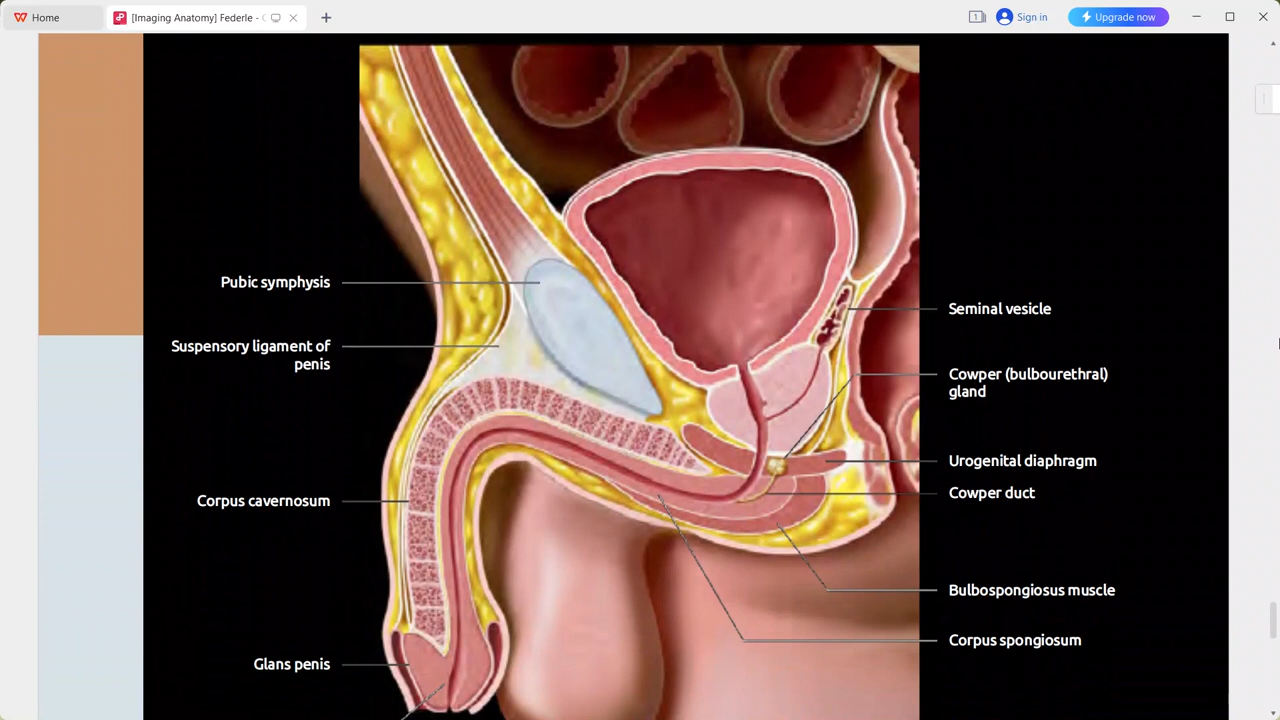 Home
[Imaging Anatomy] Federle -
Sign in
Upgrade now
Pubic symphysis
Suspensory ligament of
penis
Corpus cavernosum
Glans penis
Seminal vesicle
Cowper (bulbourethral)
gland
Urogenital diaphragm
Cowper duct
Bulbospongiosus muscle
Corpus spongiosum